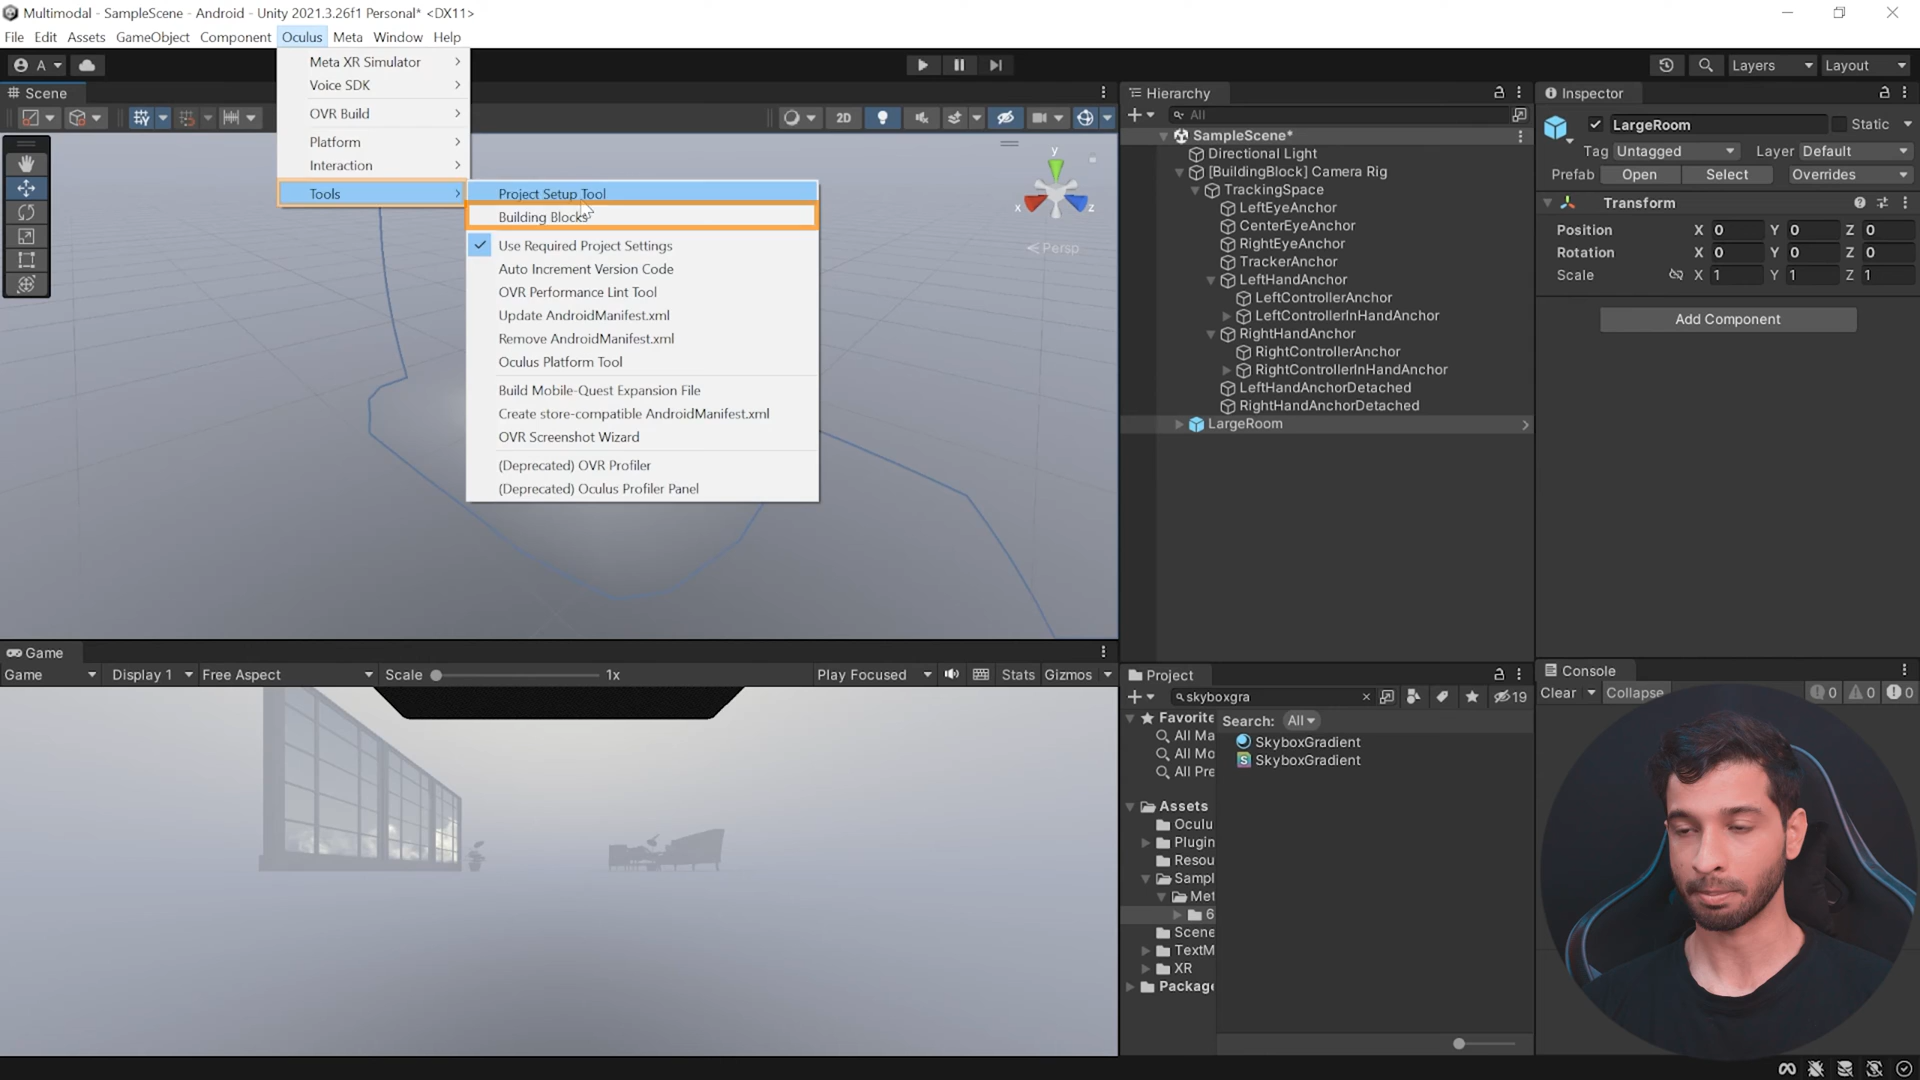 Multimodal - SampleScene - Android - Unity 2021.3.26f1 Personal* <DX11>
File Edit Assets GameObject Component Oculus Meta Window Help
A
Layers Layout
Scene
2D
Meta XR Simulator
Voice SDK
OVR Build
Platform
Interaction
Tools
Project Setup Tool
Building Blocks
Use Required Project Settings
Auto Increment Version Code
OVR Performance Lint Tool
Update AndroidManifest.xml
Remove AndroidManifest.xml
Oculus Platform Tool
Build Mobile-Quest Expansion File
Create store-compatible AndroidManifest.xml
OVR Screenshot Wizard
(Deprecated) OVR Profiler
(Deprecated) Oculus Profiler Panel
y
x z
Persp
Hierarchy
All
SampleScene*
Directional Light
[BuildingBlock] Camera Rig
TrackingSpace
LeftEyeAnchor
CenterEyeAnchor
RightEyeAnchor
TrackerAnchor
LeftHandAnchor
LeftControllerAnchor
LeftControllerInHandAnchor
RightHandAnchor
RightControllerAnchor
RightControllerInHandAnchor
LeftHandAnchorDetached
RightHandAnchorDetached
LargeRoom
Inspector
LargeRoom Static
Tag Untagged Layer Default
Prefab Open Select Overrides
Transform
Position X 0 Y 0 Z 0
Rotation X 0 Y 0 Z 0
Scale X 1 Y 1 Z 1
Add Component
Game
Game Display 1 Free Aspect Scale 1x Play Focused Stats Gizmos
Project
skyboxgra 19
Favorite
All Ma
All Mo
All Pre
Assets
Oculu
Plugin
Resou
Sampl
Met
6
Scene
TextM
XR
Package
Search: All
SkyboxGradient
SkyboxGradient
Console
Clear Collapse 0 0 0